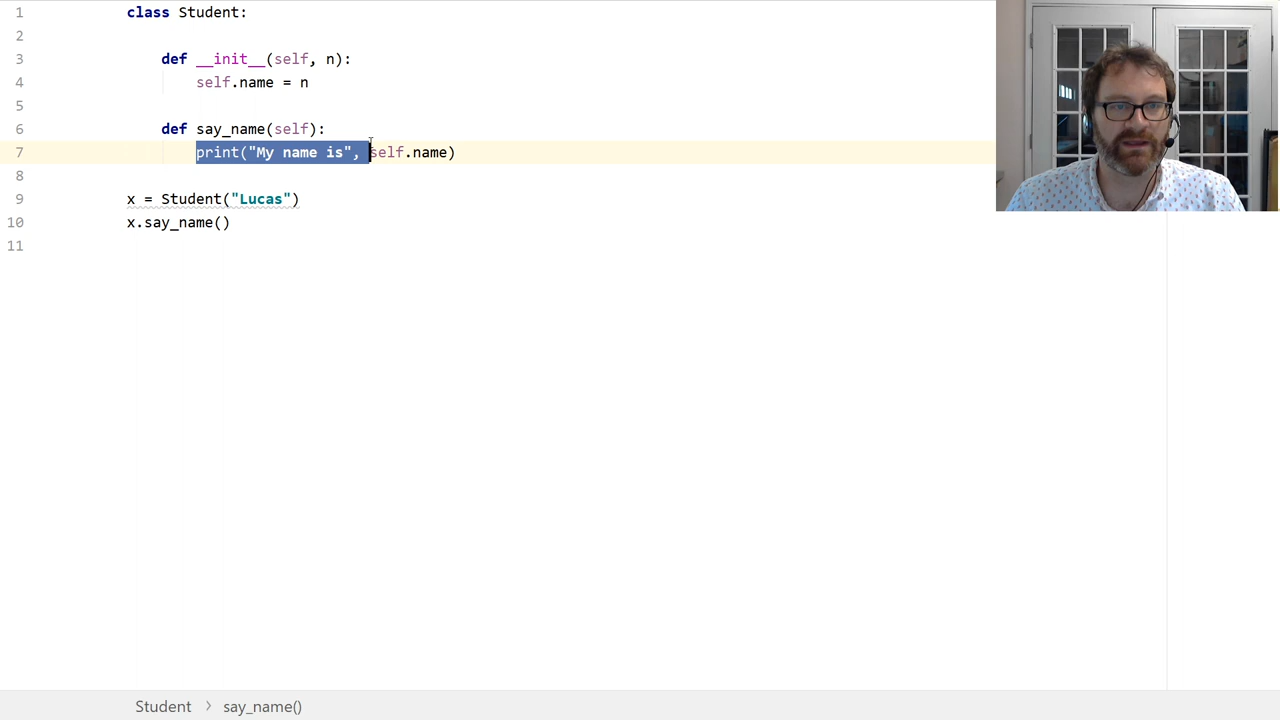 1 class Student:
2
3 def __init__(self, n):
4 self.name = n
5
6 def say_name(self):
7 print("My name is", self.name)
8
9 x = Student("Lucas")
10 x.say_name()
11
Student > say_name()